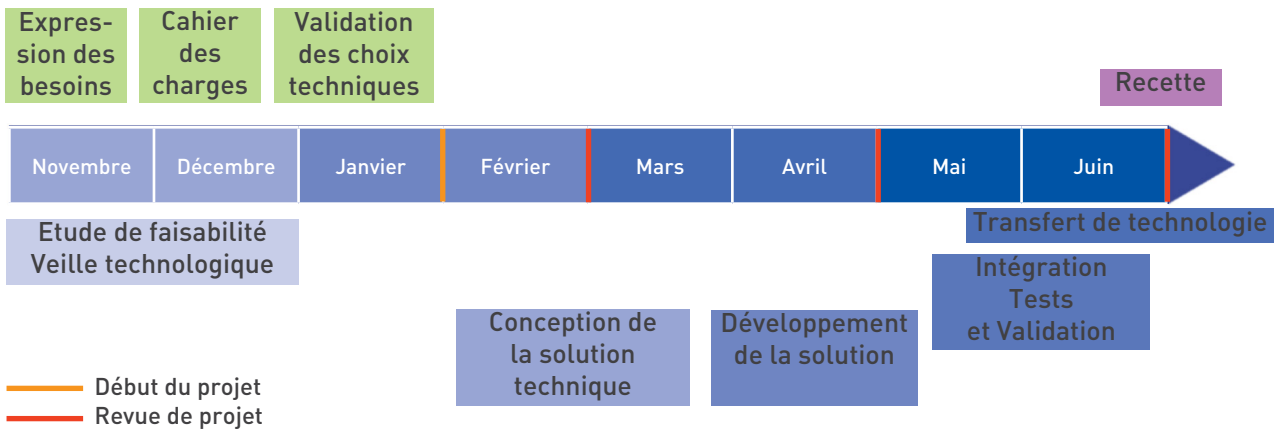 Expres-
sion des
besoins
Cahier
des
charges
Validation
des choix
techniques
Recette
Novembre
Décembre
Janvier
Février
Mars
Avril
Mai
Juin
Etude de faisabilité
Veille technologique
Transfert de technologie
Intégration
Tests
et Validation
Conception de
la solution
technique
Développement
de la solution
Début du projet
Revue de projet